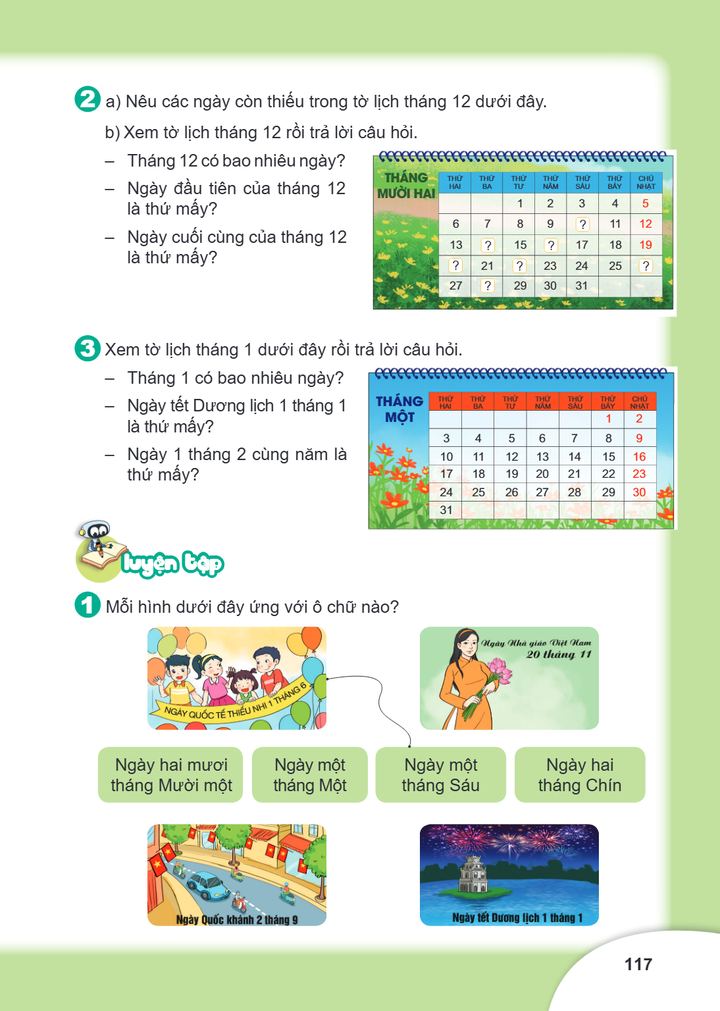 2 a) Nêu các ngày còn thiếu trong tờ lịch tháng 12 dưới đây.
b) Xem tờ lịch tháng 12 rồi trả lời câu hỏi.
– Tháng 12 có bao nhiêu ngày?
– Ngày đầu tiên của tháng 12
là thứ mấy?
– Ngày cuối cùng của tháng 12
là thứ mấy?
THÁNG
MƯỜI HAI
THỨ HAI THỨ BA THỨ TƯ THỨ NĂM THỨ SÁU THỨ BẢY CHỦ NHẬT
1 2 3 4 5
6 7 8 9 ? 11 12
13 ? 15 ? 17 18 19
? 21 ? 23 24 25 ?
27 ? 29 30 31
3 Xem tờ lịch tháng 1 dưới đây rồi trả lời câu hỏi.
– Tháng 1 có bao nhiêu ngày?
– Ngày tết Dương lịch 1 tháng 1
là thứ mấy?
– Ngày 1 tháng 2 cùng năm là
thứ mấy?
THÁNG
MỘT
THỨ HAI THỨ BA THỨ TƯ THỨ NĂM THỨ SÁU THỨ BẢY CHỦ NHẬT
1 2
3 4 5 6 7 8 9
10 11 12 13 14 15 16
17 18 19 20 21 22 23
24 25 26 27 28 29 30
31
luyện tập
1 Mỗi hình dưới đây ứng với ô chữ nào?
NGÀY QUỐC TẾ THIẾU NHI 1 THÁNG 6
Ngày Nhà giáo Việt Nam
20 tháng 11
Ngày hai mươi
tháng Mười một
Ngày một
tháng Một
Ngày một
tháng Sáu
Ngày hai
tháng Chín
Ngày Quốc khánh 2 tháng 9
Ngày tết Dương lịch 1 tháng 1
117